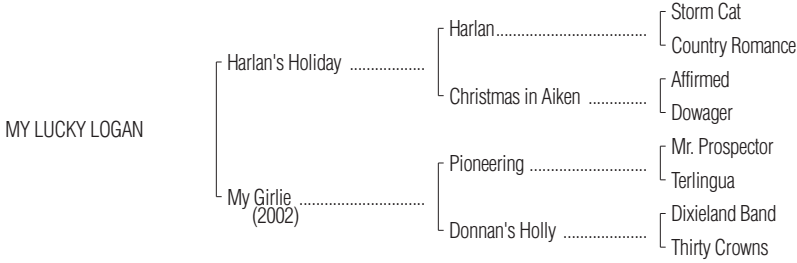 Storm Cat
Harlan
Country Romance
Harlan's Holiday
Affirmed
Christmas in Aiken
Dowager
MY LUCKY LOGAN
Mr. Prospector
Pioneering
Terlingua
My Girlie
(2002)
Dixieland Band
Donnan's Holly
Thirty Crowns